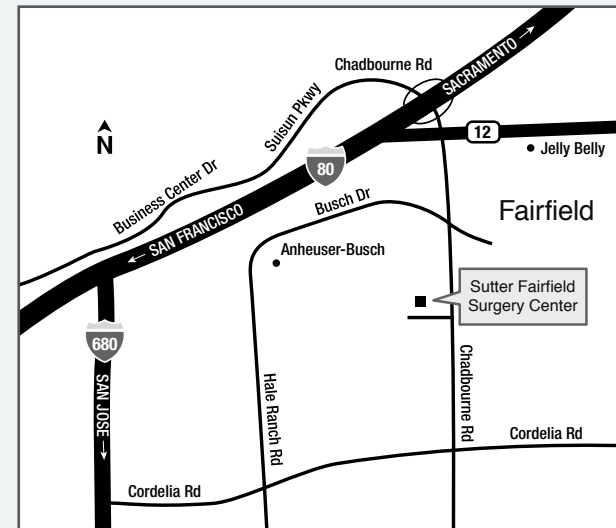 Chadbourne Rd
SACRAMENTO →
Suisun Pkwy
N
12
Jelly Belly
80
Business Center Dr
Busch Dr
Fairfield
← SAN FRANCISCO
Anheuser-Busch
Sutter Fairfield
Surgery Center
680
SAN JOSE →
Hale Ranch Rd
Chadbourne Rd
Cordelia Rd
Cordelia Rd